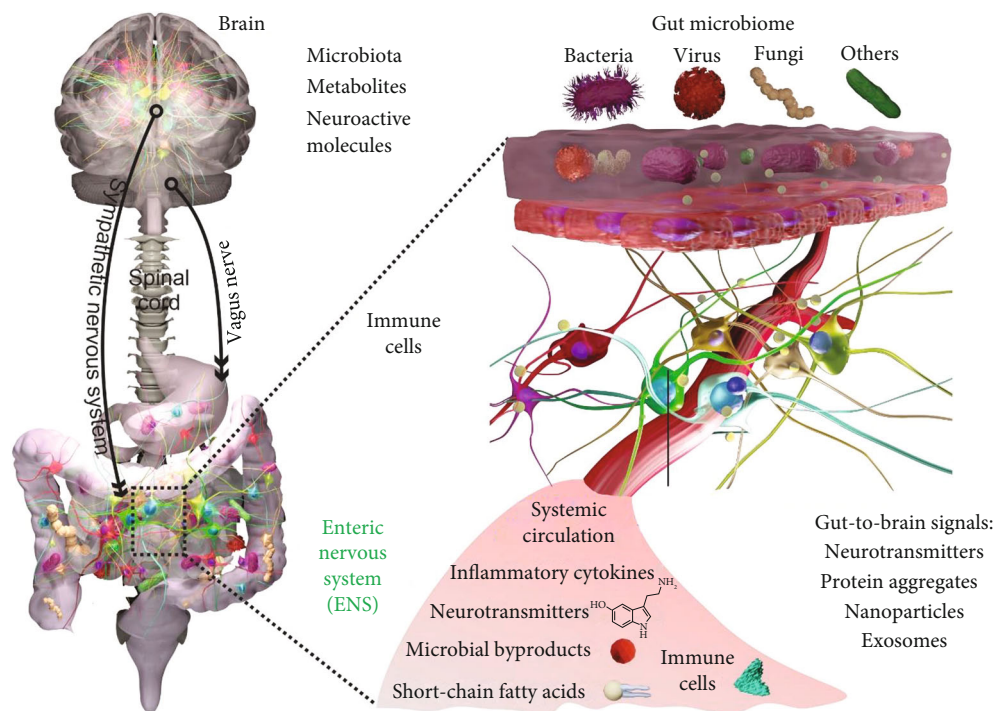 Brain
Microbiota
Metabolites
Neuroactive
molecules
Sympathetic nervous system
Spinal
cord
Vagus nerve
Immune
cells
Enteric
nervous
system
(ENS)
Gut microbiome
Bacteria Virus Fungi Others
Systemic
circulation
Inflammatory cytokines
NH2
Neurotransmitters
HO
N
H
Microbial byproducts
Immune
cells
Short-chain fatty acids
Gut-to-brain signals:
Neurotransmitters
Protein aggregates
Nanoparticles
Exosomes